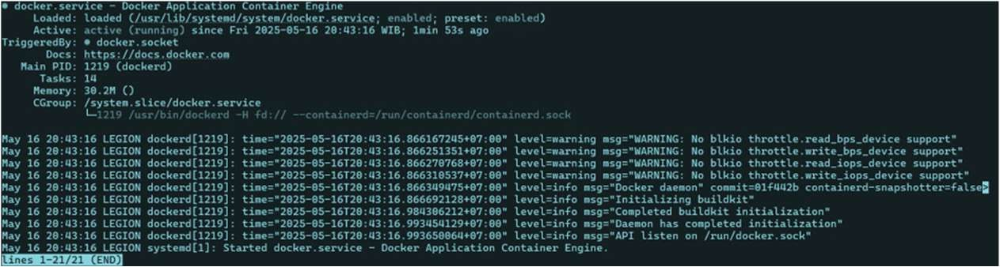 ● docker.service - Docker Application Container Engine
     Loaded: loaded (/usr/lib/systemd/system/docker.service; enabled; preset: enabled)
     Active: active (running) since Fri 2025-05-16 20:43:16 WIB; 1min 53s ago
TriggeredBy: ● docker.socket
       Docs: https://docs.docker.com
   Main PID: 1219 (dockerd)
      Tasks: 14
     Memory: 30.2M ()
     CGroup: /system.slice/docker.service
             └─1219 /usr/bin/dockerd -H fd:// --containerd=/run/containerd/containerd.sock
May 16 20:43:16 LEGION dockerd[1219]: time="2025-05-16T20:43:16.866167245+07:00" level=warning msg="WARNING: No blkio throttle.read_bps_device support"
May 16 20:43:16 LEGION dockerd[1219]: time="2025-05-16T20:43:16.866251351+07:00" level=warning msg="WARNING: No blkio throttle.write_bps_device support"
May 16 20:43:16 LEGION dockerd[1219]: time="2025-05-16T20:43:16.866270768+07:00" level=warning msg="WARNING: No blkio throttle.read_iops_device support"
May 16 20:43:16 LEGION dockerd[1219]: time="2025-05-16T20:43:16.866310537+07:00" level=warning msg="WARNING: No blkio throttle.write_iops_device support"
May 16 20:43:16 LEGION dockerd[1219]: time="2025-05-16T20:43:16.866349475+07:00" level=info msg="Docker daemon" commit=01f442b containerd-snapshotter=false>
May 16 20:43:16 LEGION dockerd[1219]: time="2025-05-16T20:43:16.866692128+07:00" level=info msg="Initializing buildkit"
May 16 20:43:16 LEGION dockerd[1219]: time="2025-05-16T20:43:16.984306212+07:00" level=info msg="Completed buildkit initialization"
May 16 20:43:16 LEGION dockerd[1219]: time="2025-05-16T20:43:16.993454129+07:00" level=info msg="Daemon has completed initialization"
May 16 20:43:16 LEGION dockerd[1219]: time="2025-05-16T20:43:16.993650064+07:00" level=info msg="API listen on /run/docker.sock"
May 16 20:43:16 LEGION systemd[1]: Started docker.service - Docker Application Container Engine.
lines 1-21/21 (END)